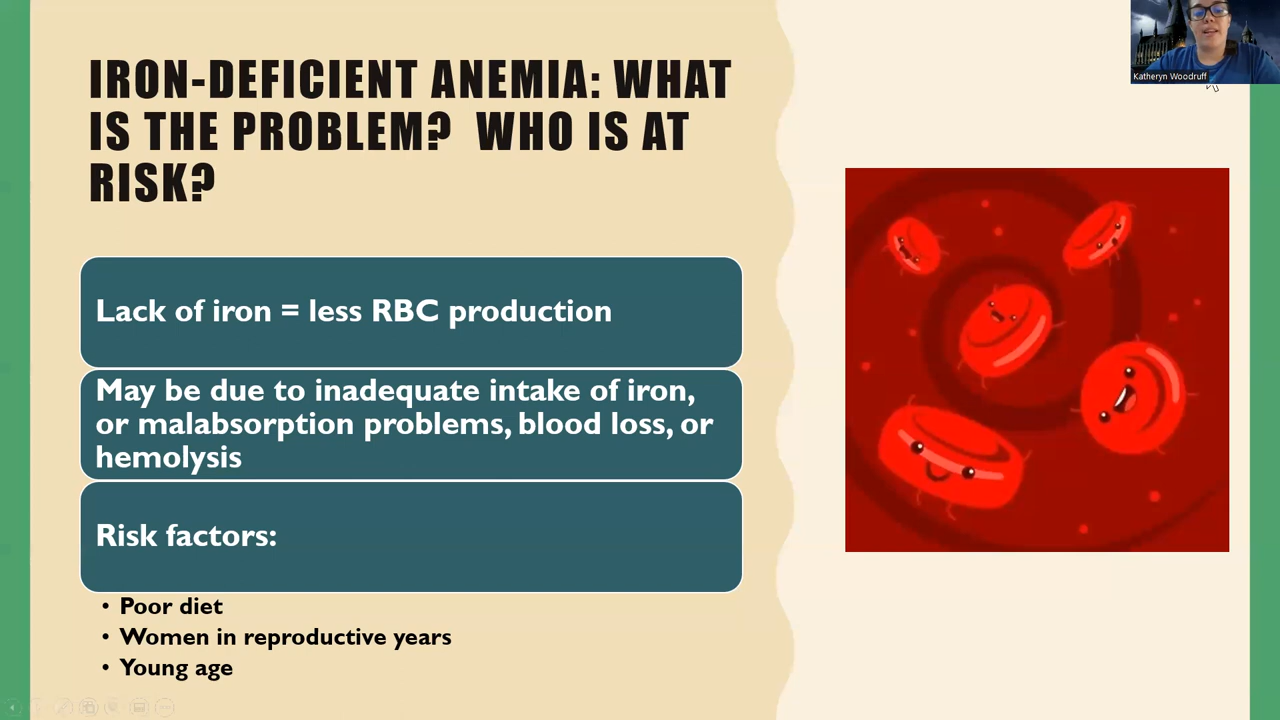 IRON-DEFICIENT ANEMIA: WHAT
IS THE PROBLEM? WHO IS AT
RISK?
Katheryn Woodruff
Lack of iron = less RBC production
May be due to inadequate intake of iron,
or malabsorption problems, blood loss, or
hemolysis
Risk factors:
• Poor diet
• Women in reproductive years
• Young age